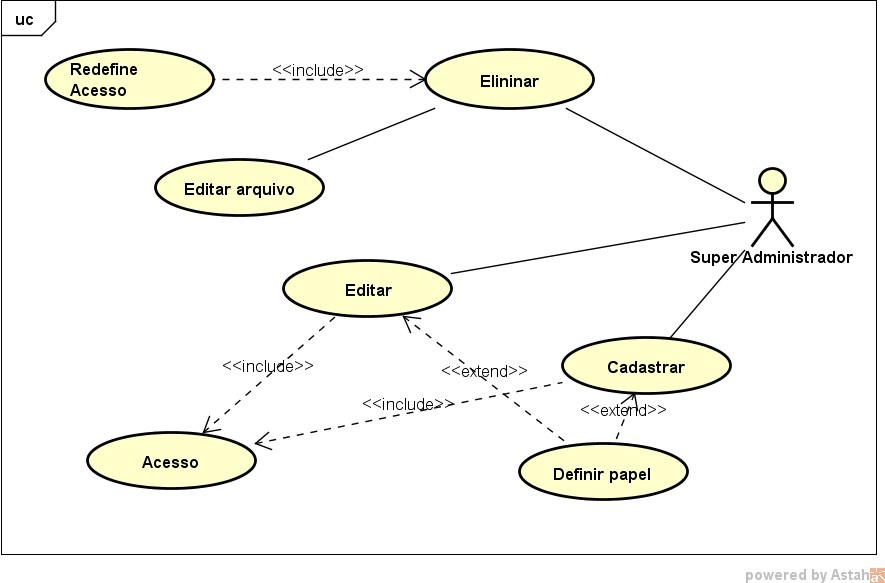 uc
Redefine
Acesso
<<include>>
Elininar
Editar arquivo
Super Administrador
Editar
<<include>>
<<extend>>
Cadastrar
<<include>>
<<extend>>
Acesso
Definir papel
powered by Astah